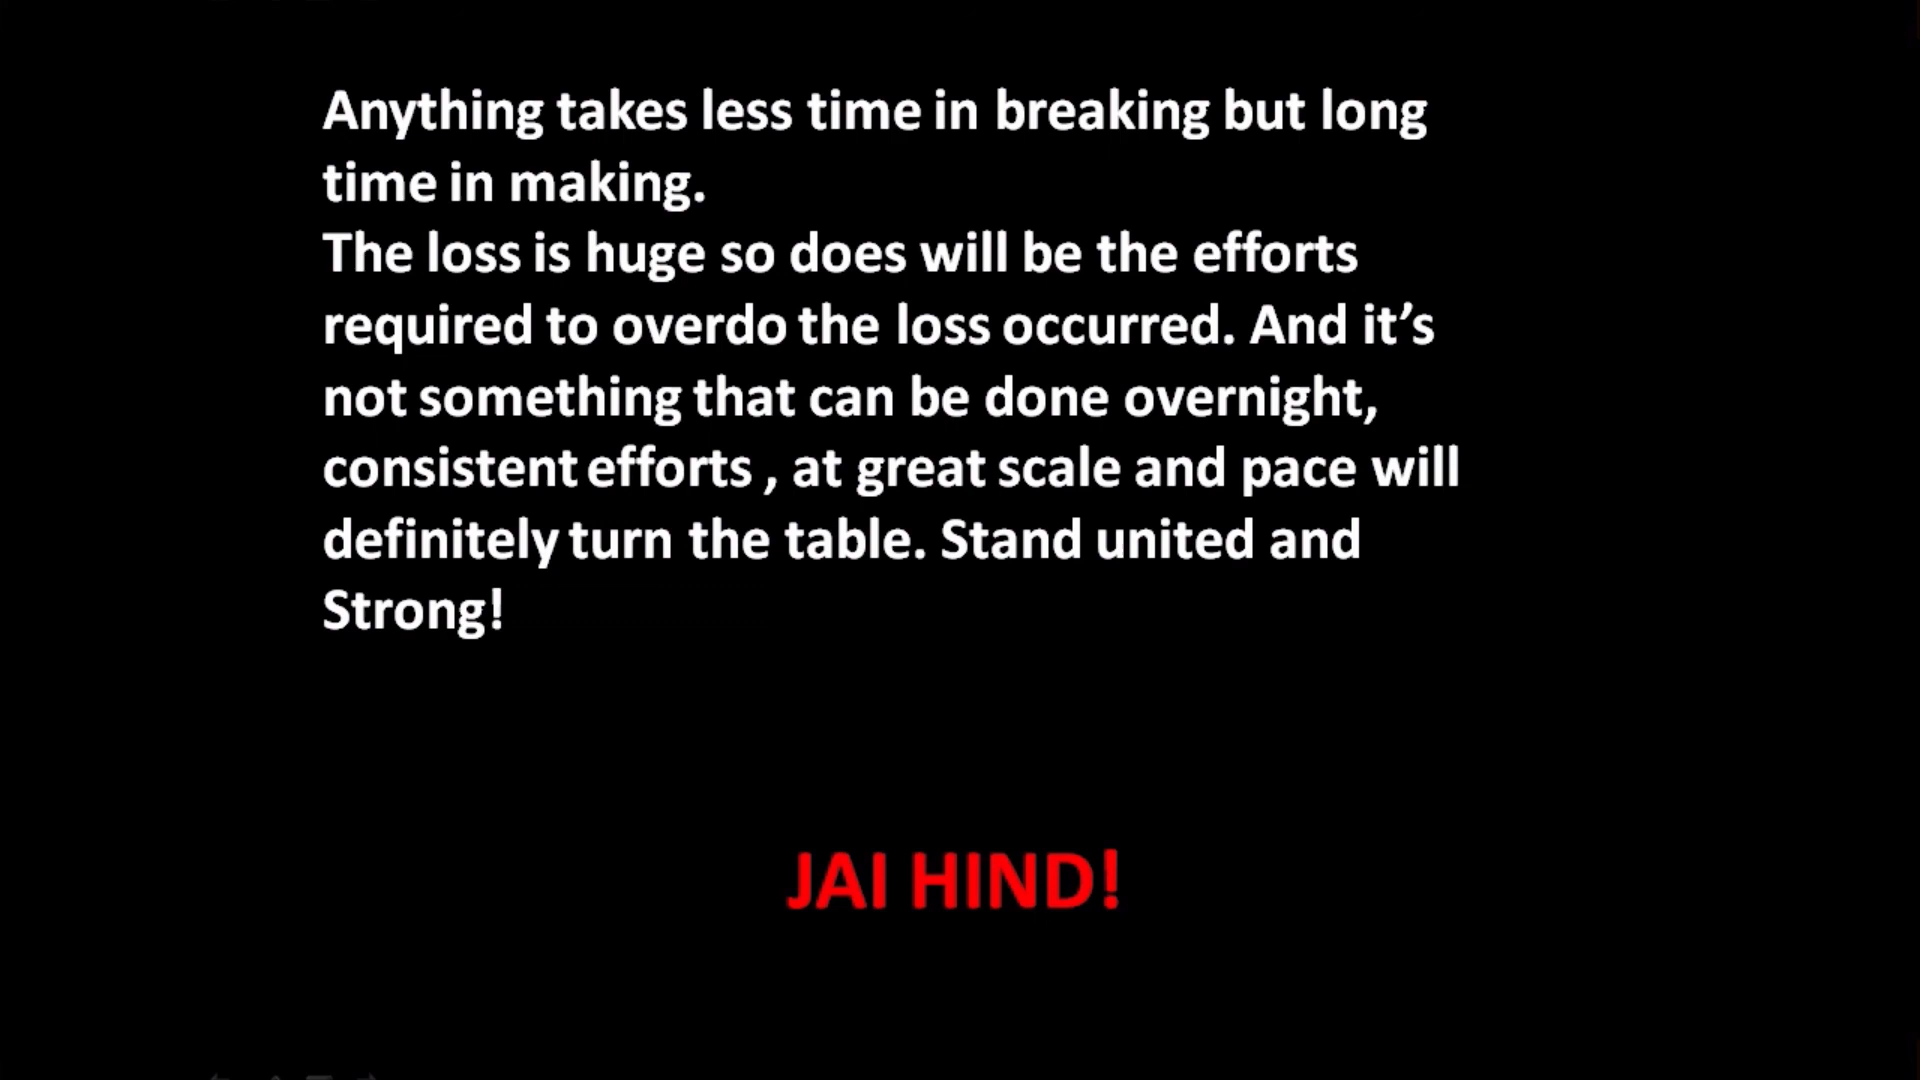 Anything takes less time in breaking but long
time in making.
The loss is huge so does will be the efforts
required to overdo the loss occurred. And it’s
not something that can be done overnight,
consistent efforts , at great scale and pace will
definitely turn the table. Stand united and
Strong!
JAI HIND!